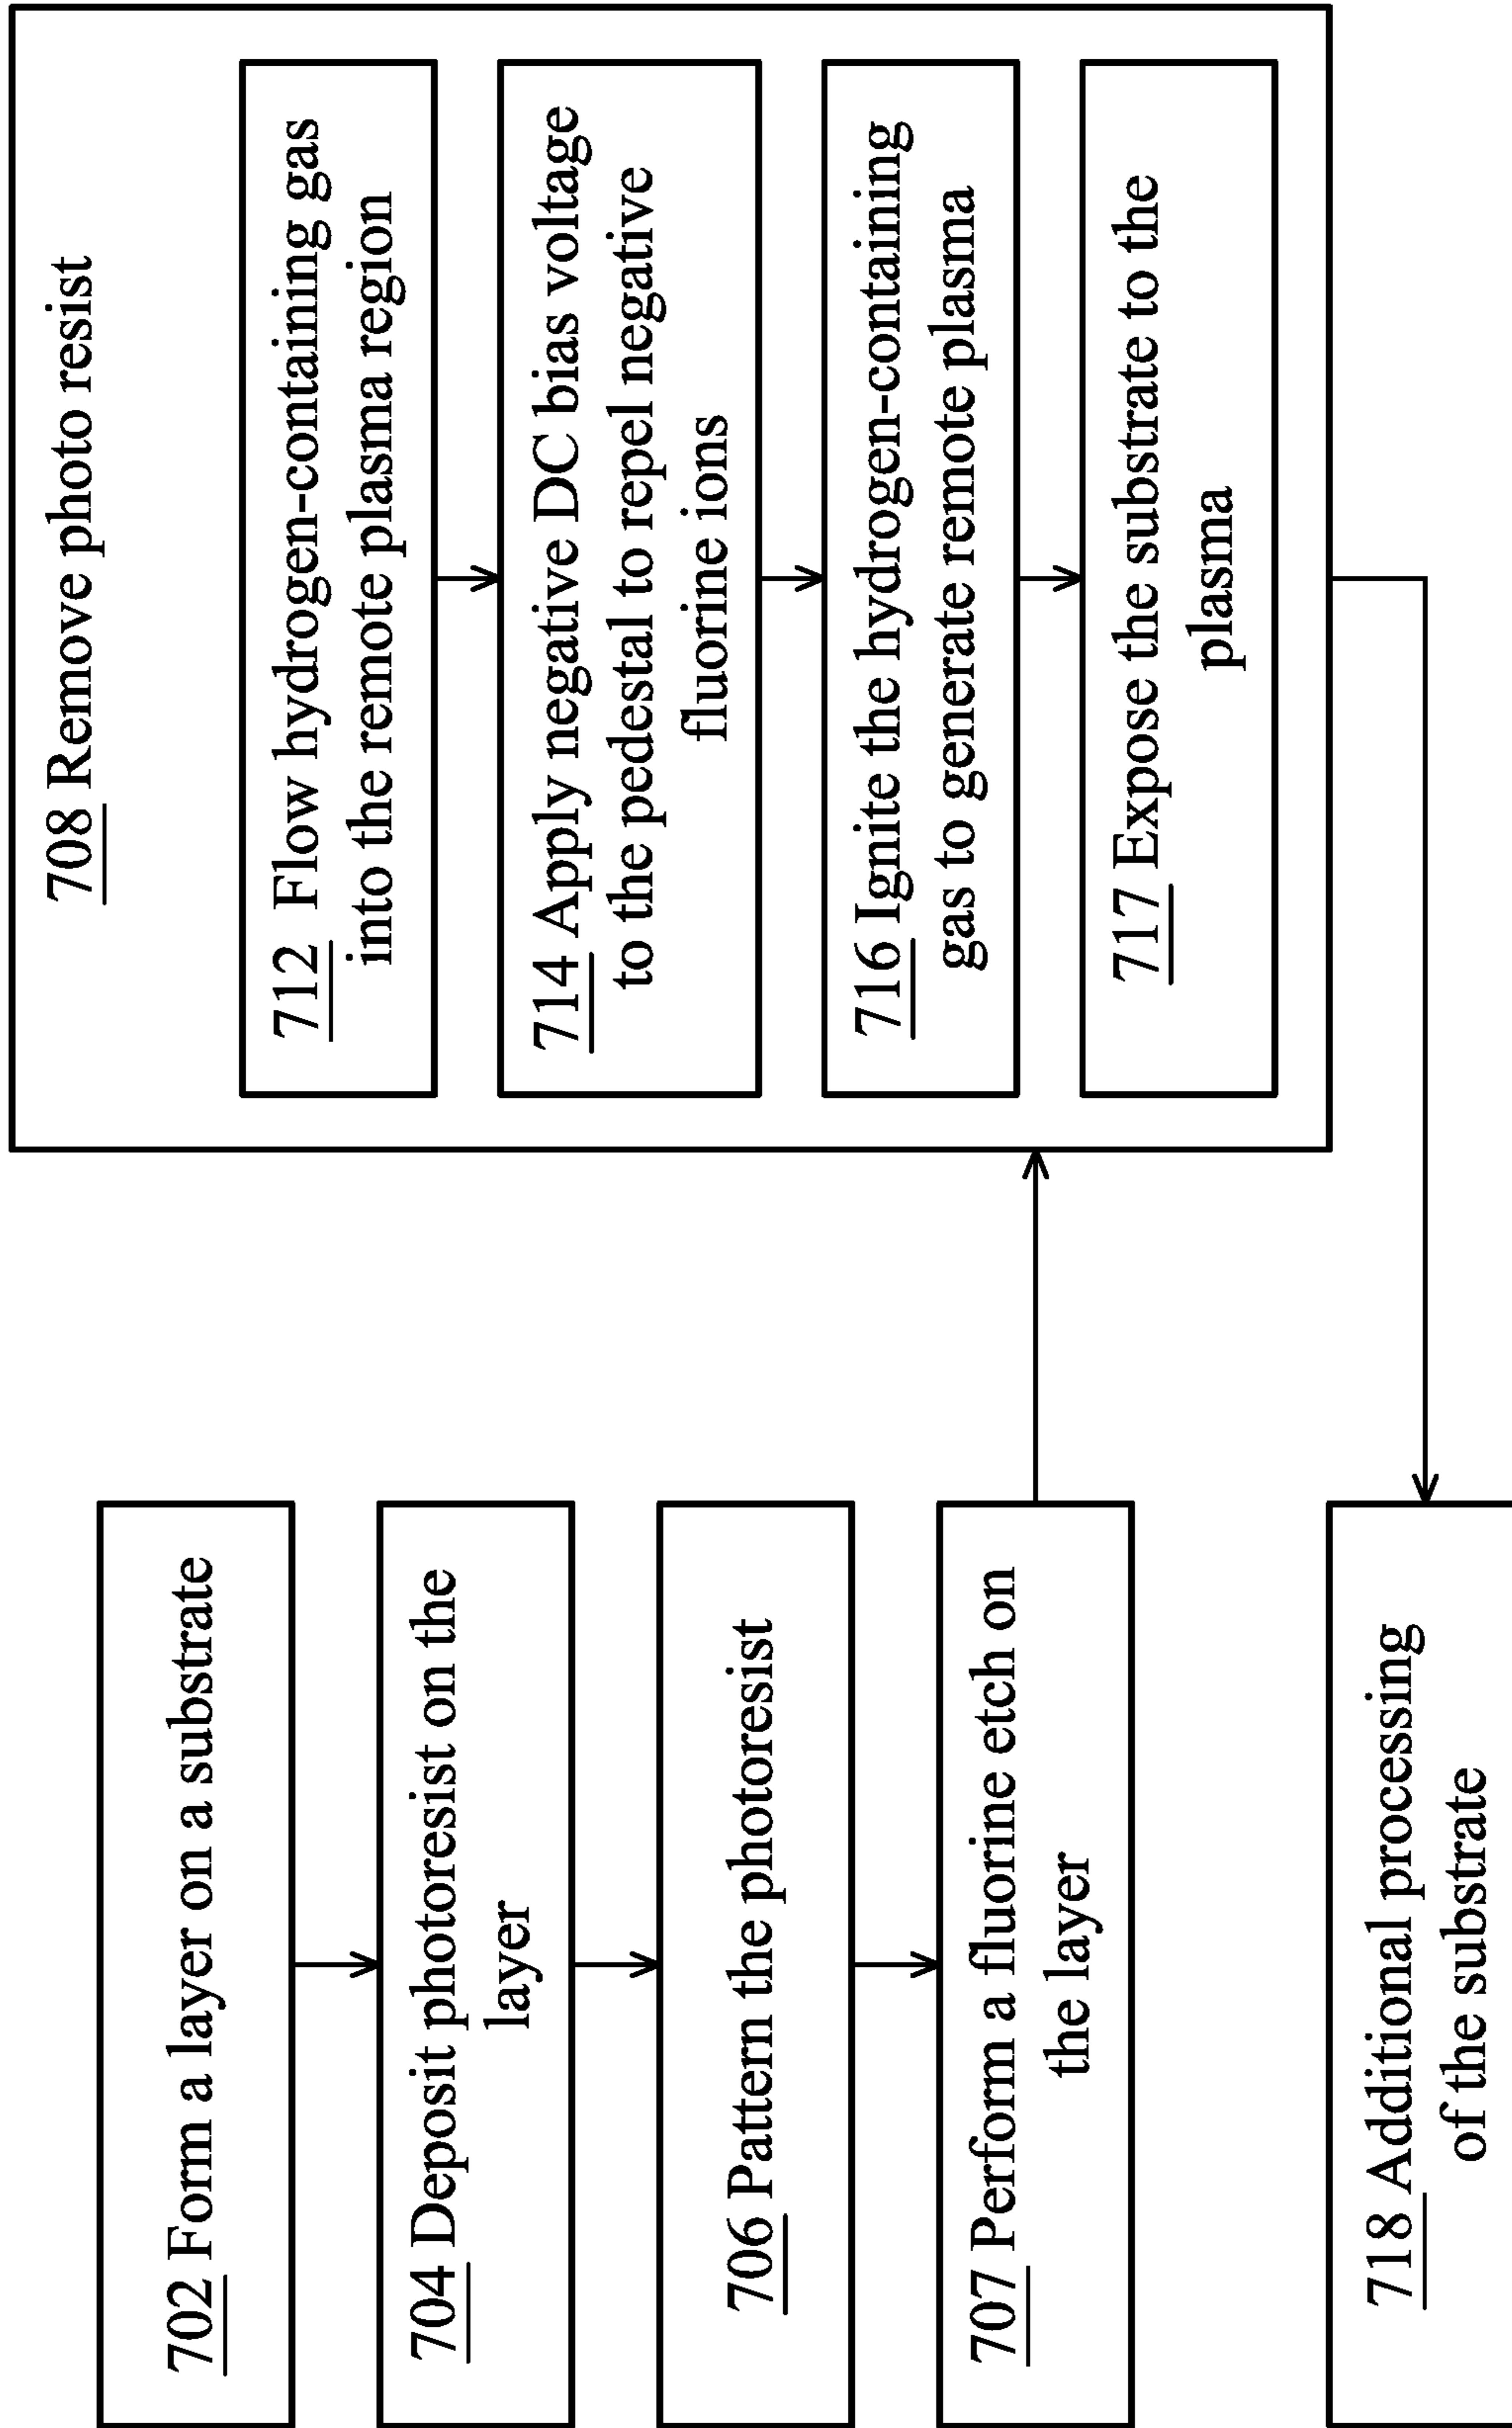 702 Form a layer on a substrate
704 Deposit photoresist on the
layer
706 Pattern the photoresist
707 Perform a fluorine etch on
the layer
708 Remove photo resist
712 Flow hydrogen-containing gas
into the remote plasma region
714 Apply negative DC bias voltage
to the pedestal to repel negative
fluorine ions
716 Ignite the hydrogen-containing
gas to generate remote plasma
717 Expose the substrate to the
plasma
718 Additional processing
of the substrate